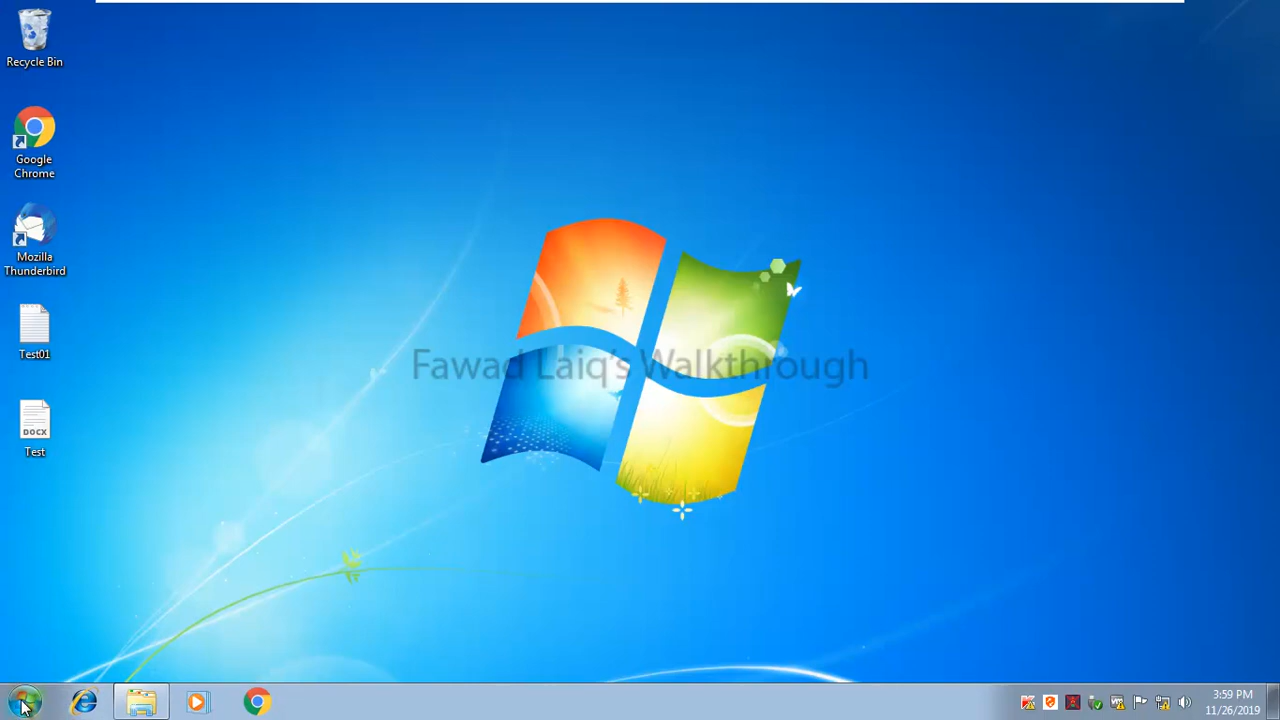 Recycle Bin
Google
Chrome
Mozilla
Thunderbird
Test01
DOCX
Test
Fawad Laiq's Walkthrough
3:59 PM
11/26/2019